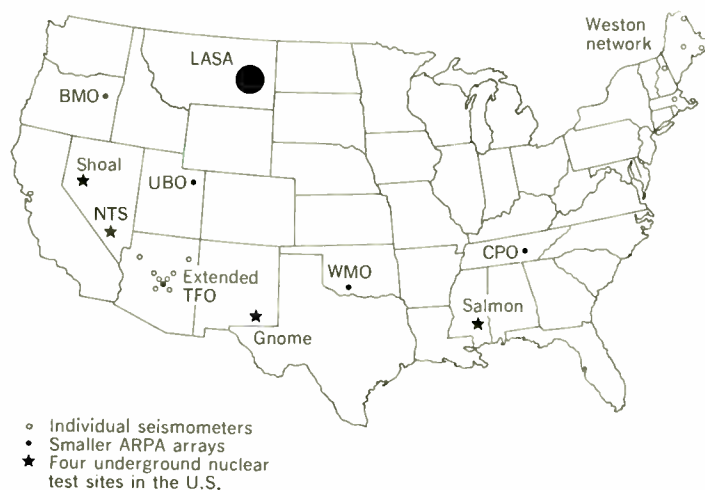 Weston
network
LASA
BMO
Shoal
UBO
NTS
CPO
Extended
TFO
WMO
Salmon
Gnome
Individual seismometers
Smaller ARPA arrays
Four underground nuclear
test sites in the U.S.